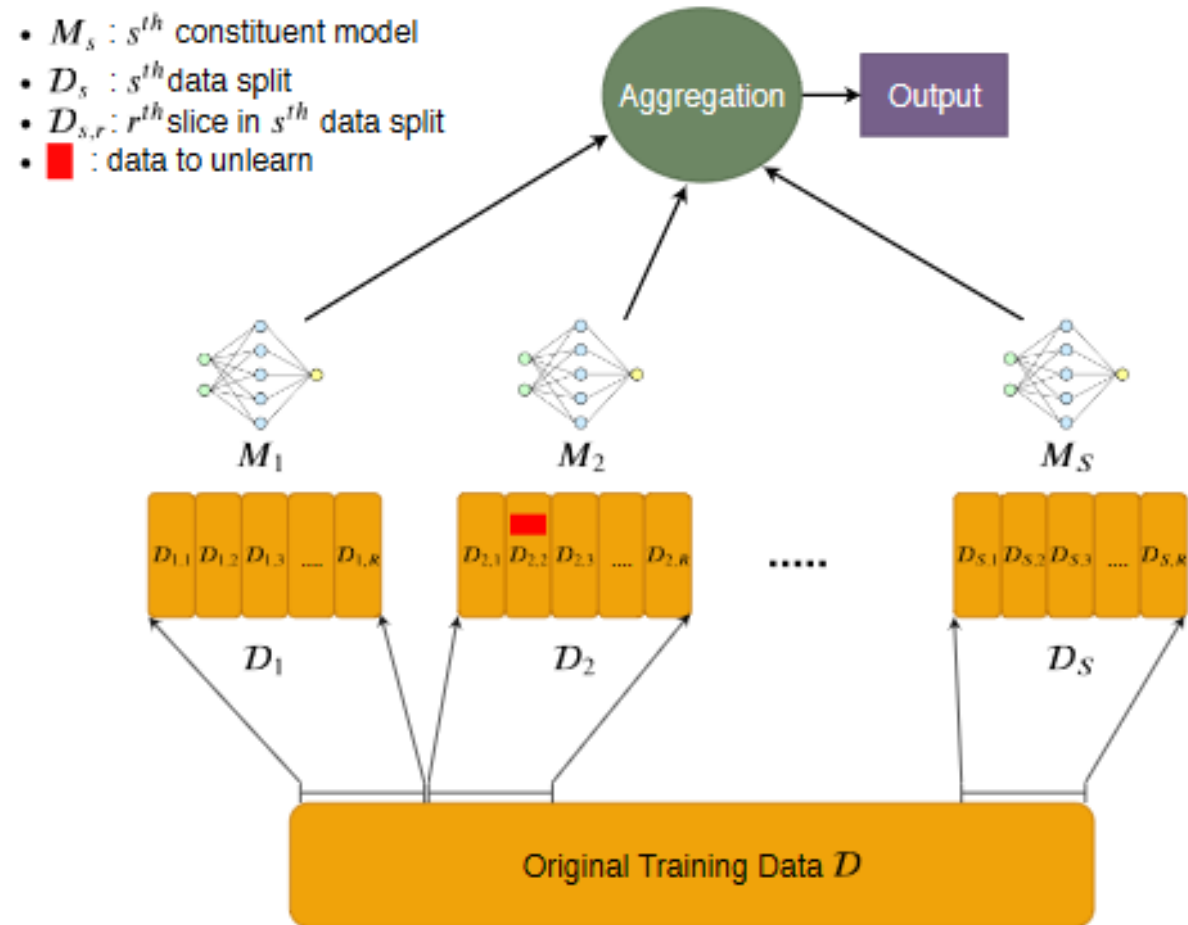 • M_s : s^th constituent model
• D_s : s^th data split
• D_s,r : r^th slice in s^th data split
• : data to unlearn
Aggregation
Output
M_1 M_2 M_S
D_1,1 D_1,2 D_1,3 .... D_1,R D_2,1 D_2,2 D_2,3 .... D_2,R ..... D_S,1 D_S,2 D_S,3 .... D_S,R
D_1 D_2 D_S
Original Training Data D